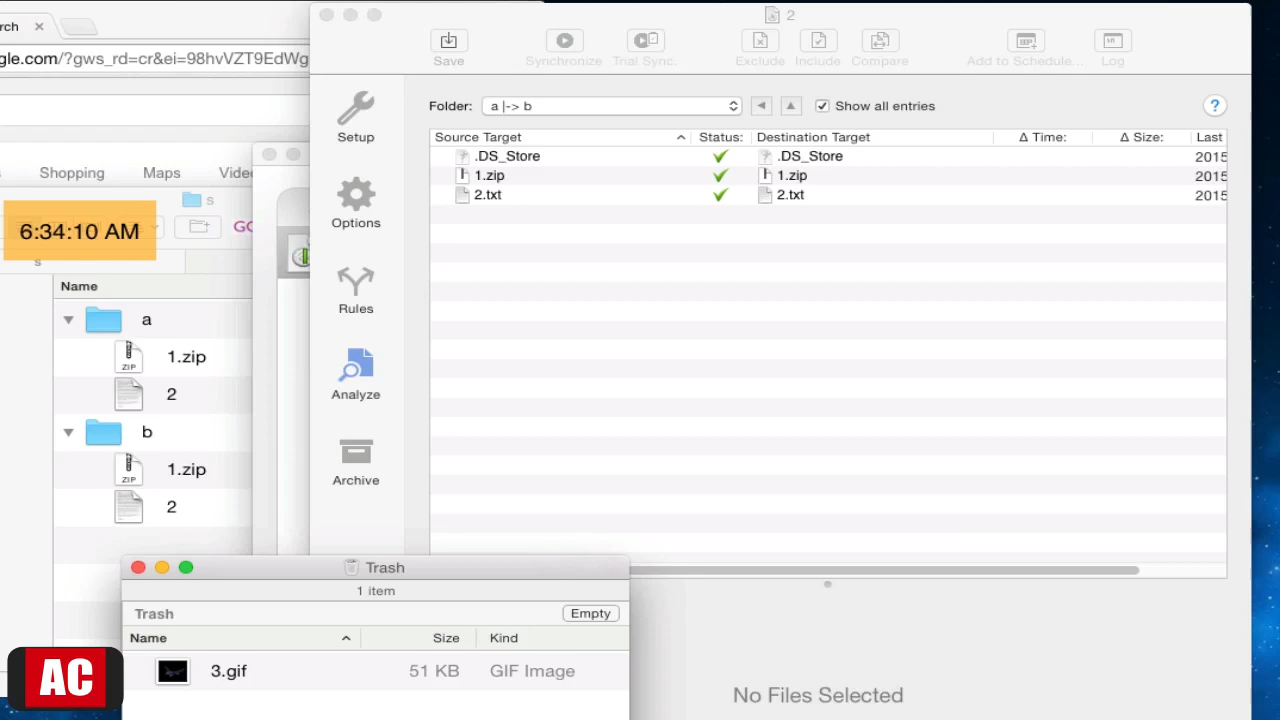 rch
2
gle.com/?gws_rd=cr&ei=98hvVZT9EdWg
Save
Synchronize
Trial Sync.
Exclude
Include
Compare
Add to Schedule...
Log
Folder:
a |-> b
Show all entries
?
Setup
Source Target
Status:
Destination Target
Δ Time:
Δ Size:
Last
.DS_Store
.DS_Store
2015
1.zip
1.zip
2015
2.txt
2.txt
2015
Shopping
Maps
s
6:34:10 AM
s
Options
Name
a
Rules
ZIP
1.zip
2
Analyze
b
ZIP
1.zip
Archive
2
Trash
1 item
Trash
Empty
Name
Size
Kind
3.gif
51 KB
GIF Image
AC
No Files Selected